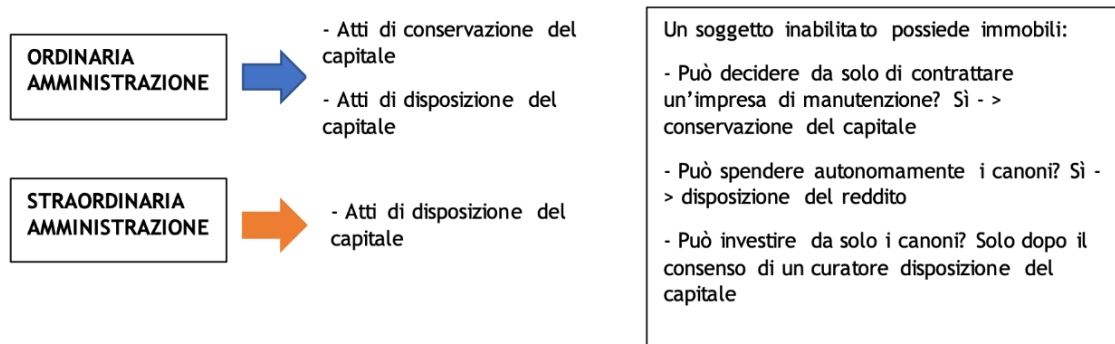 ORDINARIA
AMMINISTRAZIONE
- Atti di conservazione del
capitale
- Atti di disposizione del
capitale
STRAORDINARIA
AMMINISTRAZIONE
- Atti di disposizione del
capitale
Un soggetto inabilitato possiede immobili:
- Può decidere da solo di contrattare
un'impresa di manutenzione? Sì - >
conservazione del capitale
- Può spendere autonomamente i canoni? Sì -
> disposizione del reddito
- Può investire da solo i canoni? Solo dopo il
consenso di un curatore disposizione del
capitale